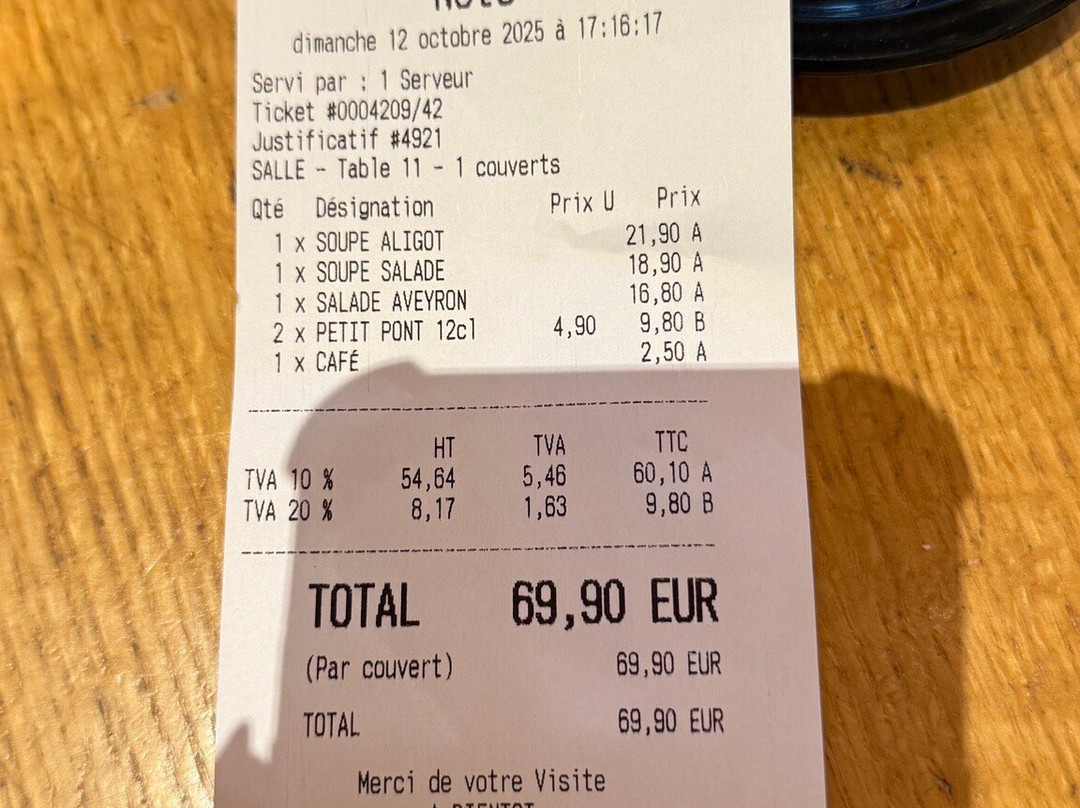 dimanche 12 octobre 2025 à 17:16:17
Servi par : 1 Serveur
Ticket #0004209/42
Justificatif #4921
SALLE - Table 11 - 1 couverts
Qté Désignation Prix U Prix
1 x SOUPE ALIGOT 21,90 A
1 x SOUPE SALADE 18,90 A
1 x SALADE AVEYRON 16,80 A
2 x PETIT PONT 12cl 4,90 9,80 B
1 x CAFÉ 2,50 A
HT TVA TTC
TVA 10 % 54,64 5,46 60,10 A
TVA 20 % 8,17 1,63 9,80 B
TOTAL 69,90 EUR
(Par couvert) 69,90 EUR
TOTAL 69,90 EUR
Merci de votre Visite